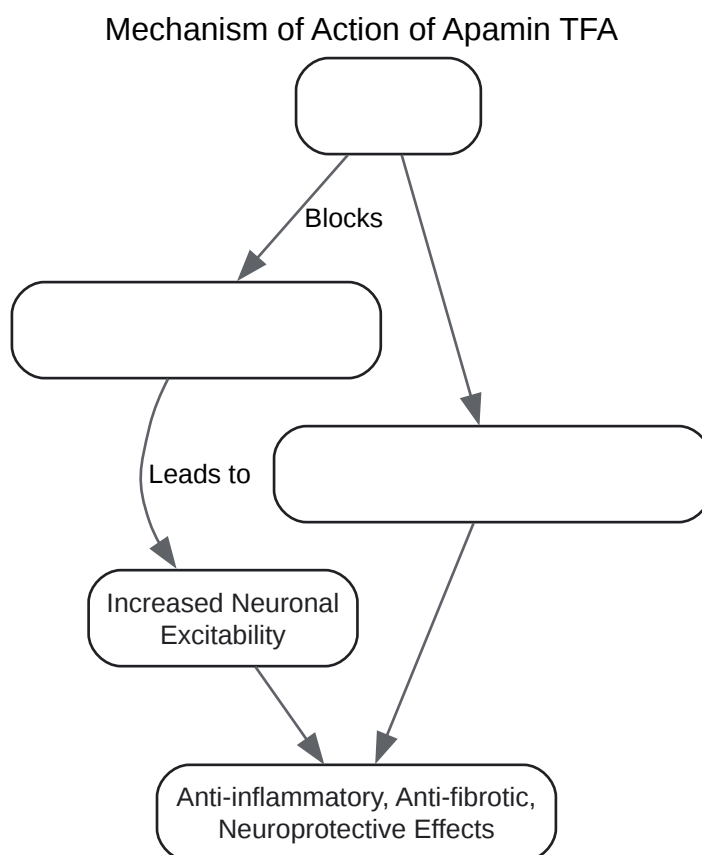 Mechanism of Action of Apamin TFA
Blocks
Leads to
Increased Neuronal
Excitability
Anti-inflammatory, Anti-fibrotic,
Neuroprotective Effects